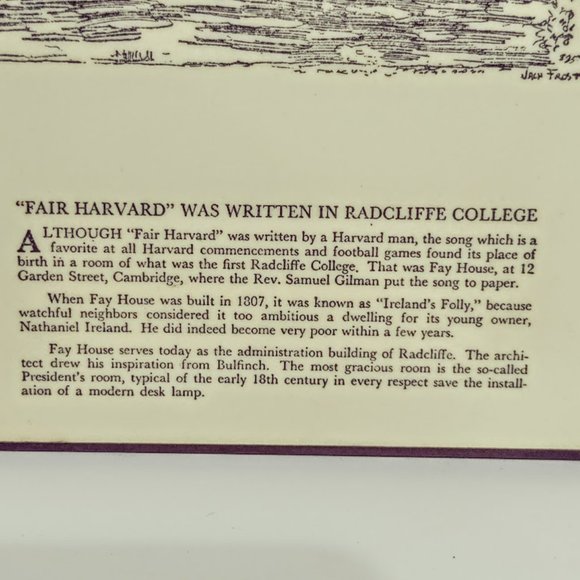 JACK FROST
"FAIR HARVARD" WAS WRITTEN IN RADCLIFFE COLLEGE
ALTHOUGH "Fair Harvard" was written by a Harvard man, the song which is a
favorite at all Harvard commencements and football games found its place of
birth in a room of what was the first Radcliffe College. That was Fay House, at 12
Garden Street, Cambridge, where the Rev. Samuel Gilman put the song to paper.
When Fay House was built in 1807, it was known as "Ireland's Folly," because
watchful neighbors considered it too ambitious a dwelling for its young owner,
Nathaniel Ireland. He did indeed become very poor within a few years.
Fay House serves today as the administration building of Radcliffe. The archi-
tect drew his inspiration from Bulfinch. The most gracious room is the so-called
President's room, typical of the early 18th century in every respect save the install-
ation of a modern desk lamp.